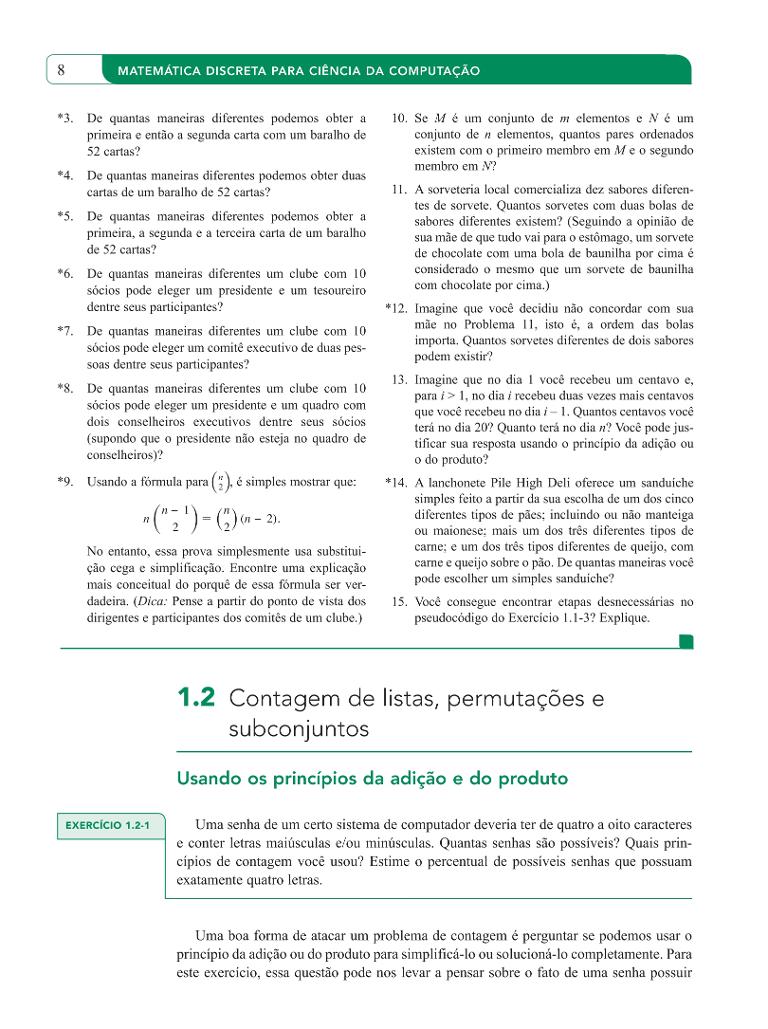 8
MATEMÁTICA DISCRETA PARA CIÊNCIA DA COMPUTAÇÃO
*3. De quantas maneiras diferentes podemos obter a
primeira e então a segunda carta com um baralho de
52 cartas?
*4. De quantas maneiras diferentes podemos obter duas
cartas de um baralho de 52 cartas?
*5. De quantas maneiras diferentes podemos obter a
primeira, a segunda e a terceira carta de um baralho
de 52 cartas?
*6. De quantas maneiras diferentes um clube com 10
sócios pode eleger um presidente e um tesoureiro
dentre seus participantes?
*7. De quantas maneiras diferentes um clube com 10
sócios pode eleger um comitê executivo de duas pes-
soas dentre seus participantes?
*8. De quantas maneiras diferentes um clube com 10
sócios pode eleger um presidente e um quadro com
dois conselheiros executivos dentre seus sócios
(supondo que o presidente não esteja no quadro de
conselheiros)?
*9. Usando a fórmula para (n 2), é simples mostrar que:
n (n − 1 2) = (n 2) (n − 2).
No entanto, essa prova simplesmente usa substitui-
ção cega e simplificação. Encontre uma explicação
mais conceitual do porquê de essa fórmula ser ver-
dadeira. (Dica: Pense a partir do ponto de vista dos
dirigentes e participantes dos comitês de um clube.)
10. Se M é um conjunto de m elementos e N é um
conjunto de n elementos, quantos pares ordenados
existem com o primeiro membro em M e o segundo
membro em N?
11. A sorveteria local comercializa dez sabores diferen-
tes de sorvete. Quantos sorvetes com duas bolas de
sabores diferentes existem? (Seguindo a opinião de
sua mãe de que tudo vai para o estômago, um sorvete
de chocolate com uma bola de baunilha por cima é
considerado o mesmo que um sorvete de baunilha
com chocolate por cima.)
*12. Imagine que você decidiu não concordar com sua
mãe no Problema 11, isto é, a ordem das bolas
importa. Quantos sorvetes diferentes de dois sabores
podem existir?
13. Imagine que no dia 1 você recebeu um centavo e,
para i > 1, no dia i recebeu duas vezes mais centavos
que você recebeu no dia i – 1. Quantos centavos você
terá no dia 20? Quanto terá no dia n? Você pode jus-
tificar sua resposta usando o princípio da adição ou
o do produto?
*14. A lanchonete Pile High Deli oferece um sanduíche
simples feito a partir da sua escolha de um dos cinco
diferentes tipos de pães; incluindo ou não manteiga
ou maionese; mais um dos três diferentes tipos de
carne; e um dos três tipos diferentes de queijo, com
carne e queijo sobre o pão. De quantas maneiras você
pode escolher um simples sanduíche?
15. Você consegue encontrar etapas desnecessárias no
pseudocódigo do Exercício 1.1-3? Explique.
1.2 Contagem de listas, permutações e
subconjuntos
Usando os princípios da adição e do produto
EXERCÍCIO 1.2-1
Uma senha de um certo sistema de computador deveria ter de quatro a oito caracteres
e conter letras maiúsculas e/ou minúsculas. Quantas senhas são possíveis? Quais prin-
cípios de contagem você usou? Estime o percentual de possíveis senhas que possuam
exatamente quatro letras.
Uma boa forma de atacar um problema de contagem é perguntar se podemos usar o
princípio da adição ou do produto para simplificá-lo ou solucioná-lo completamente. Para
este exercício, essa questão pode nos levar a pensar sobre o fato de uma senha possuir